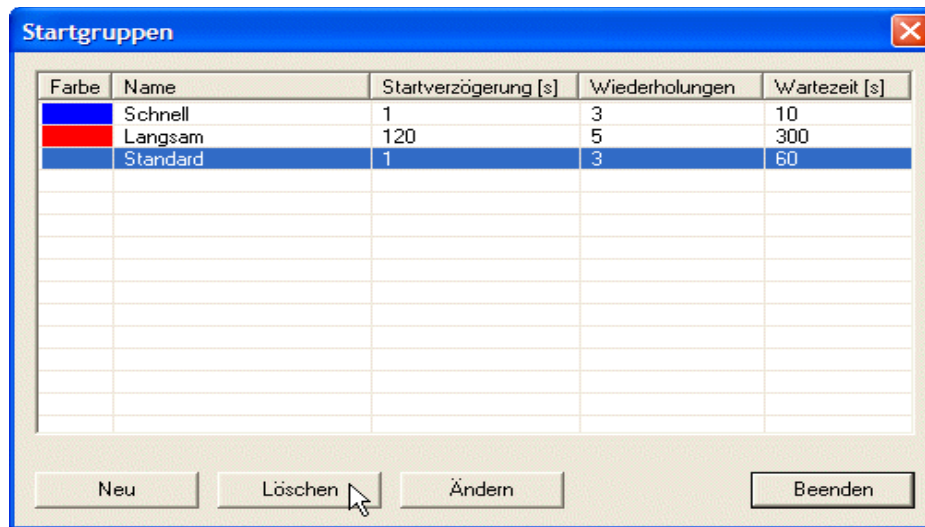 Startgruppen
Farbe Name Startverzögerung [s] Wiederholungen Wartezeit [s]
Schnell 1 3 10
Langsam 120 5 300
Standard 1 3 60
Neu Löschen Ändern Beenden